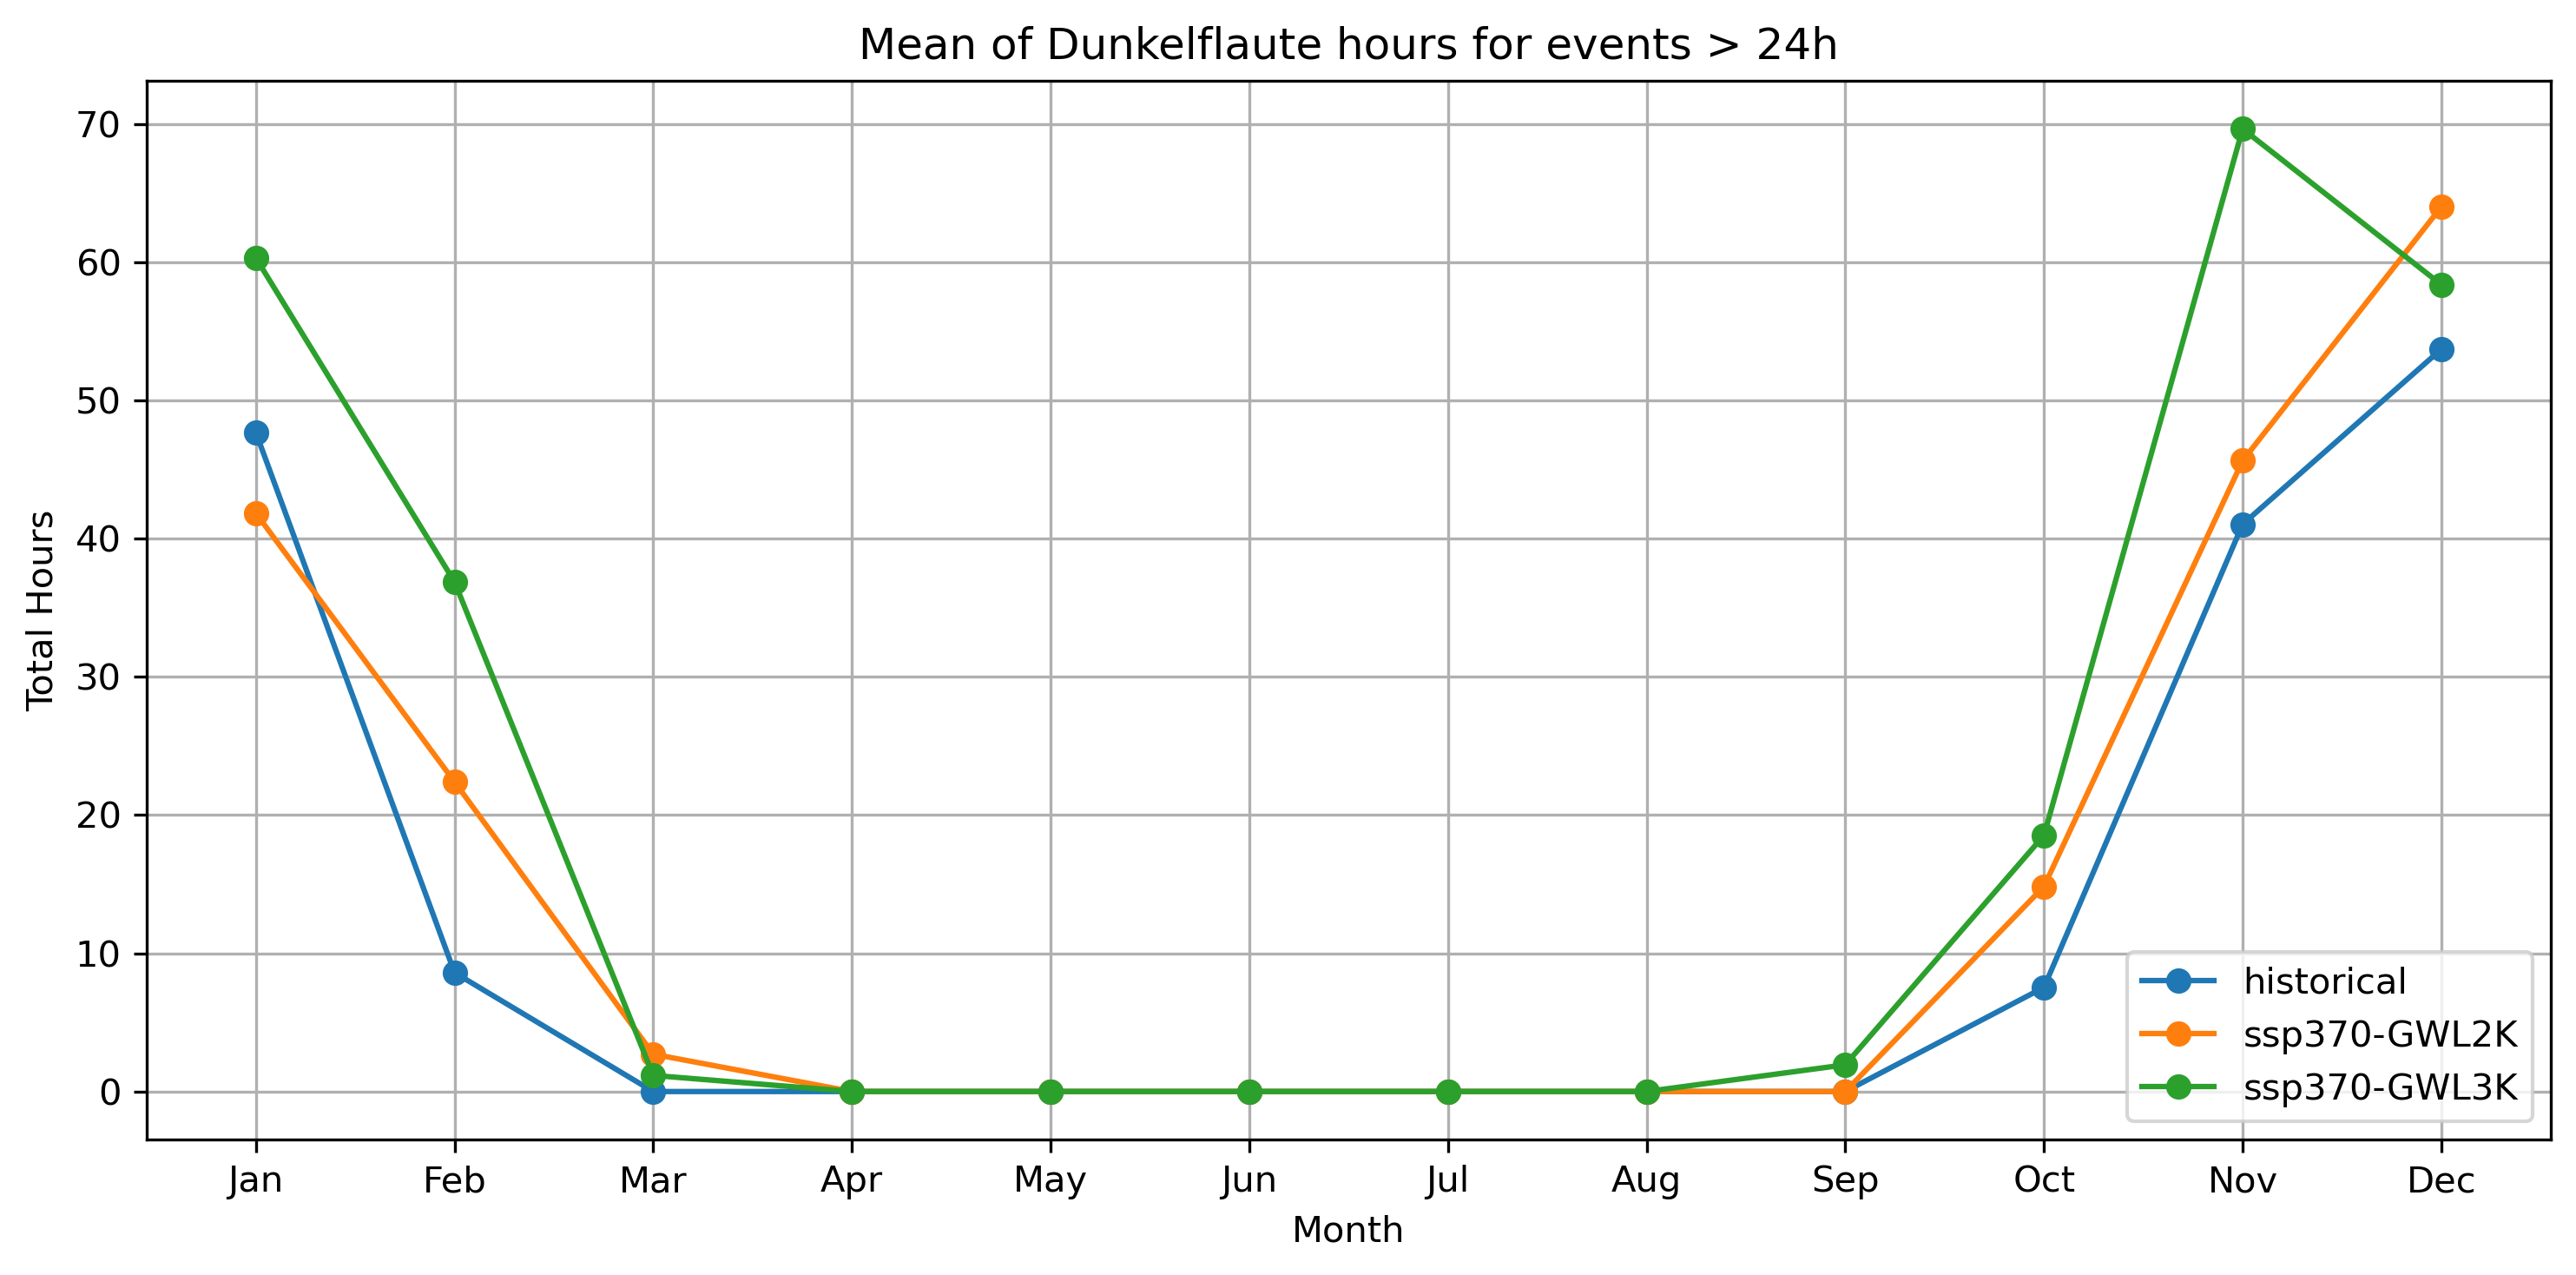 Mean of Dunkelflaute hours for events > 24h
70
60
50
40
30
20
10
0
Total Hours
Jan Feb Mar Apr May Jun Jul Aug Sep Oct Nov Dec
Month
historical
ssp370-GWL2K
ssp370-GWL3K